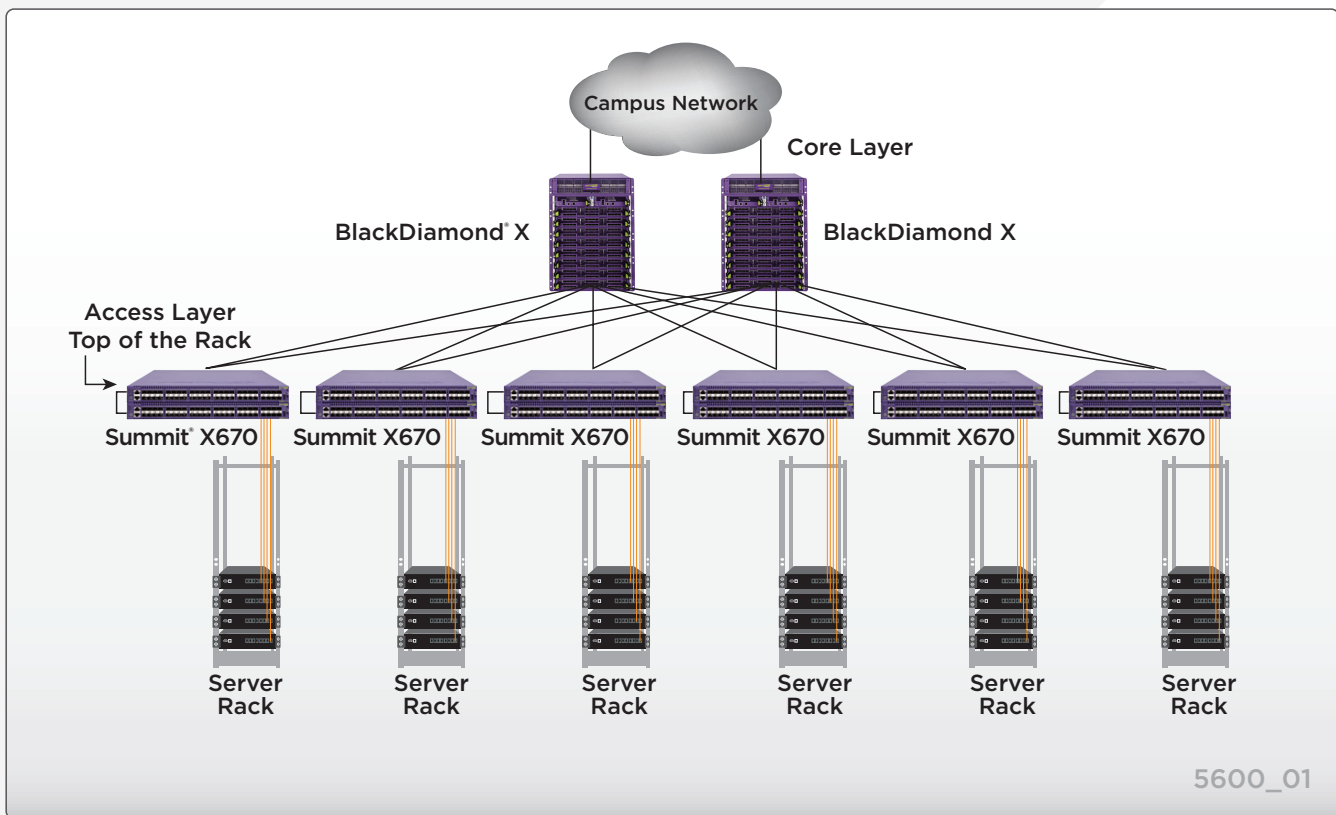 Campus Network
Core Layer
BlackDiamond® X
BlackDiamond X
Access Layer
Top of the Rack
Summit® X670
Summit X670
Summit X670
Summit X670
Summit X670
Summit X670
Server
Rack
Server
Rack
Server
Rack
Server
Rack
Server
Rack
Server
Rack
5600_01